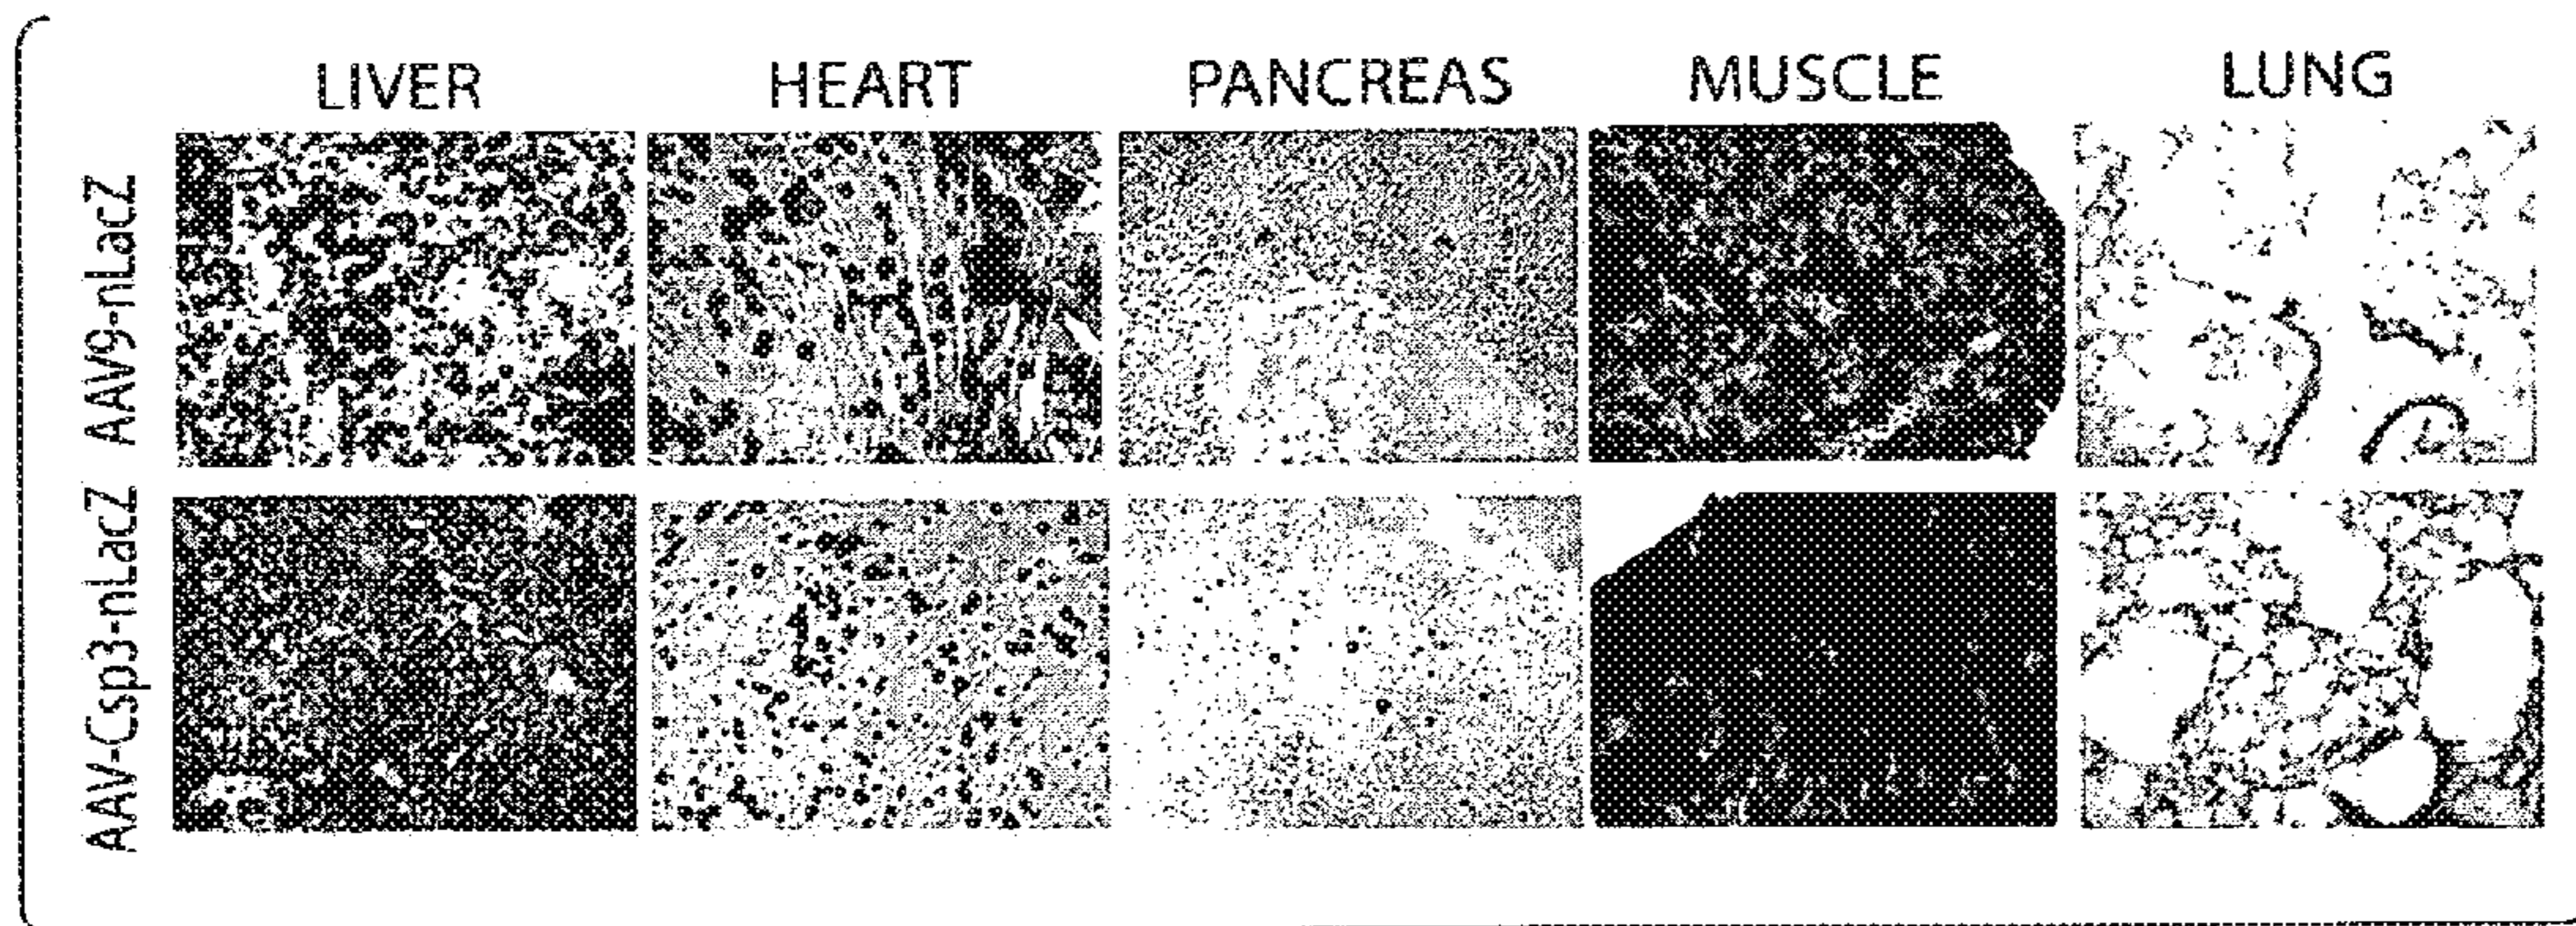 LIVER HEART PANCREAS MUSCLE LUNG
AAV9-nLacZ
AAV-Csp3-nLacZ